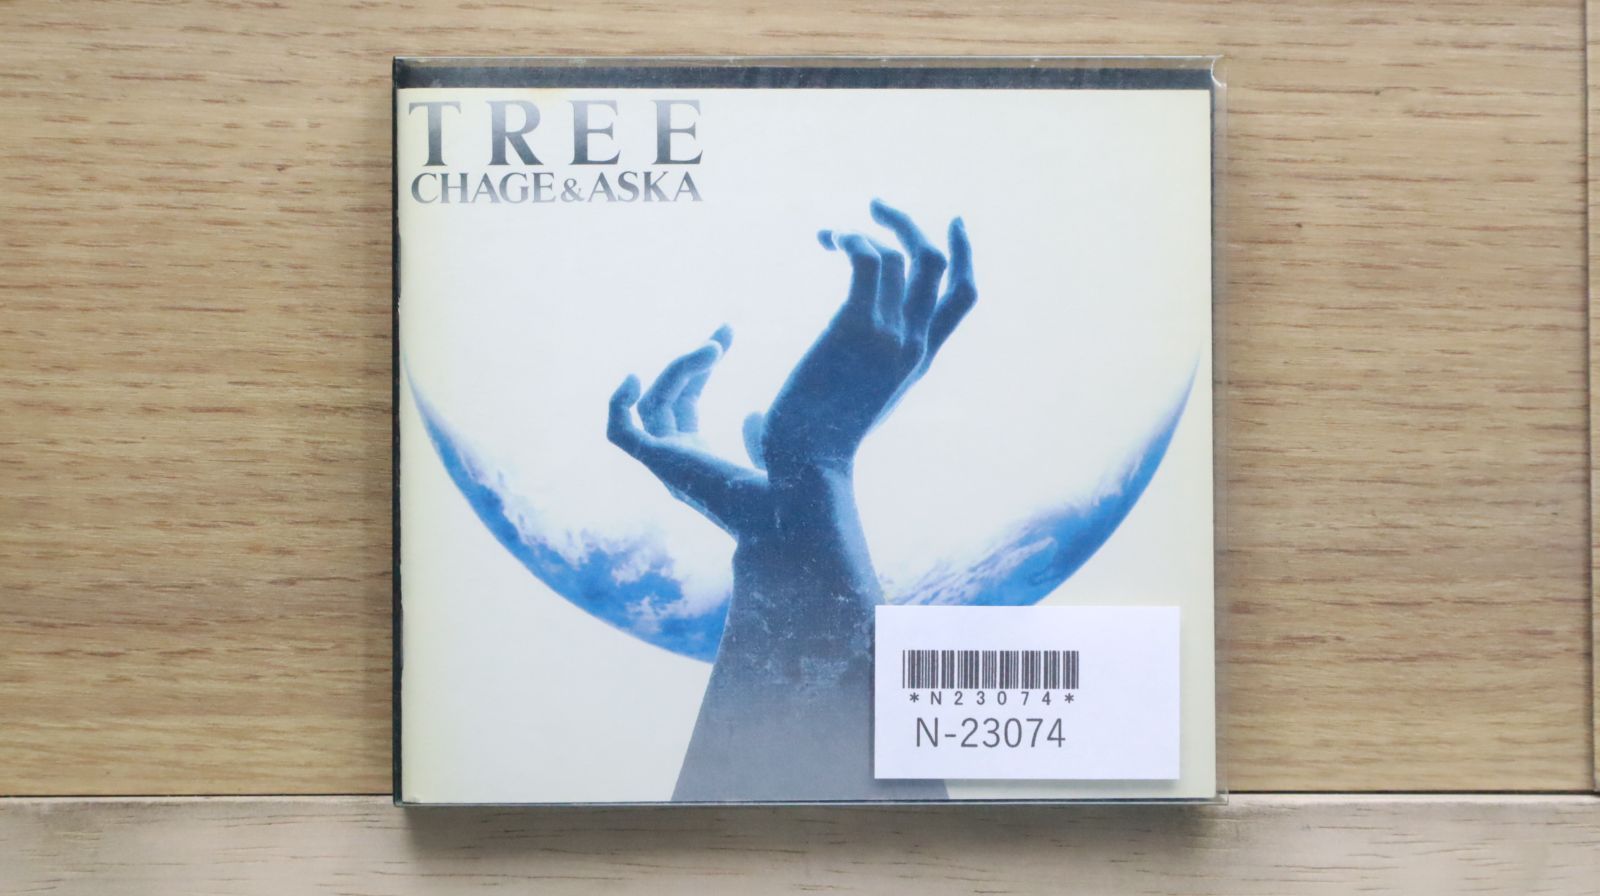 TREE
CHAGE&ASKA
*N23074*
N-23074